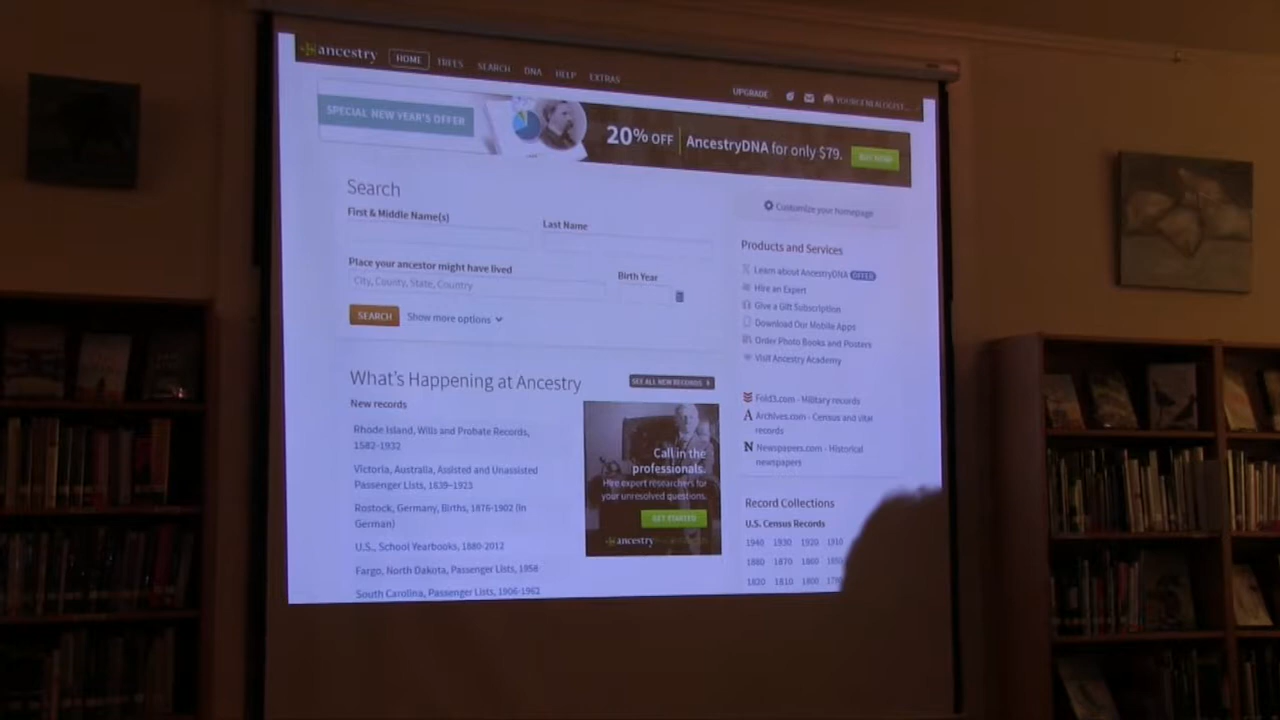 ancestry HOME TREES SEARCH DNA HELP EXTRAS
UPGRADE
SPECIAL NEW YEAR'S OFFER
20% OFF AncestryDNA for only $79. BUY NOW
Search
First & Middle Name(s)
Last Name
Place your ancestor might have lived
Birth Year
City, County, State, Country
SEARCH Show more options
What's Happening at Ancestry
SEE ALL NEW RECORDS
New records
Rhode Island, Wills and Probate Records,
1582-1932
Victoria, Australia, Assisted and Unassisted
Passenger Lists, 1839-1923
Rostock, Germany, Births, 1876-1902 (in
German)
U.S., School Yearbooks, 1880-2012
Fargo, North Dakota, Passenger Lists, 1958
South Carolina, Passenger Lists, 1906-1962
Call in the
professionals.
Hire expert researchers for
your unresolved questions.
GET STARTED
ancestry
Customize your homepage
Products and Services
Learn about AncestryDNA OFFER
Hire an Expert
Give a Gift Subscription
Download Our Mobile Apps
Order Photo Books and Posters
Visit Ancestry Academy
Fold3.com - Military records
A Archives.com - Census and vital
records
N Newspapers.com - Historical
newspapers
Record Collections
U.S. Census Records
1940 1930 1920 1910
1880 1870 1860 1850
1820 1810 1800